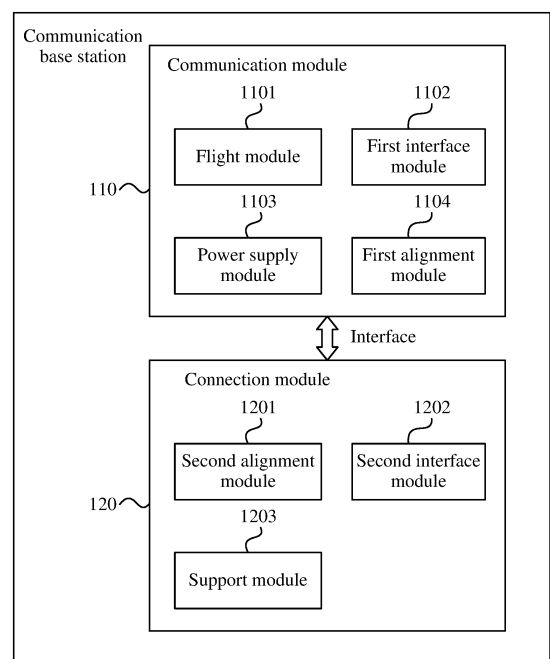 Communication
base station
Communication module
1101
1102
Flight module
First interface
module
110
1103
1104
Power supply
module
First alignment
module
Interface
Connection module
1201
1202
Second alignment
module
Second interface
module
120
1203
Support module